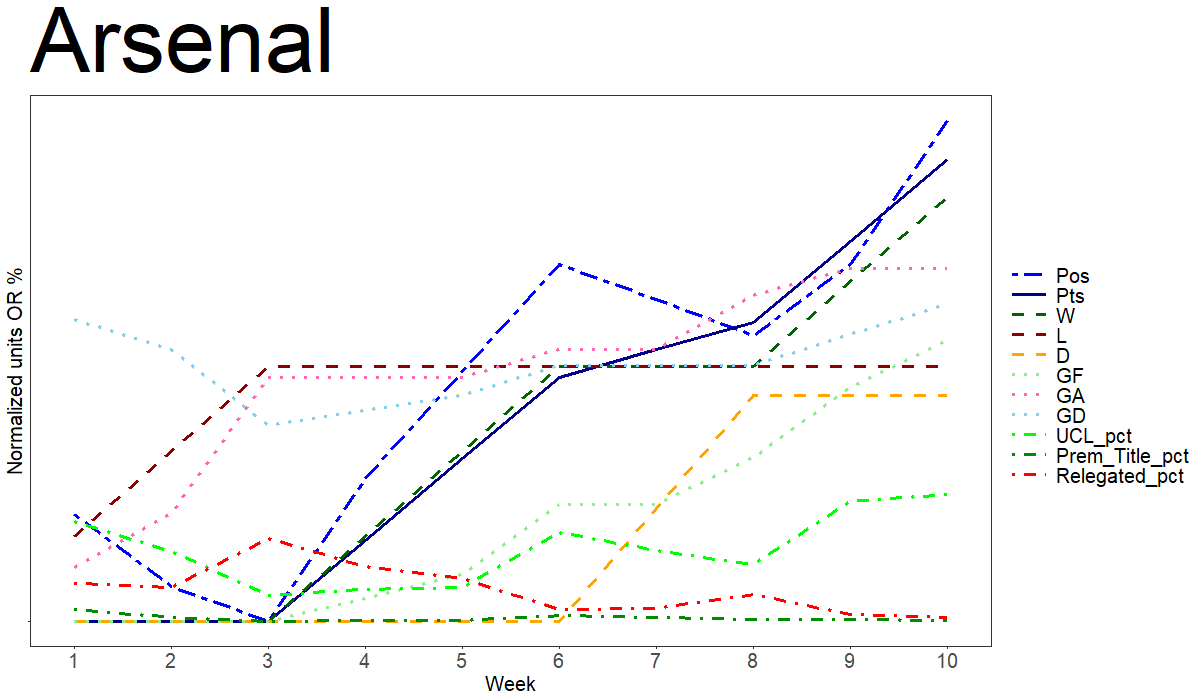 Arsenal
Normalized units OR %
1 2 3 4 5 6 7 8 9 10
Week
Pos
Pts
W
L
D
GF
GA
GD
UCL_pct
Prem_Title_pct
Relegated_pct